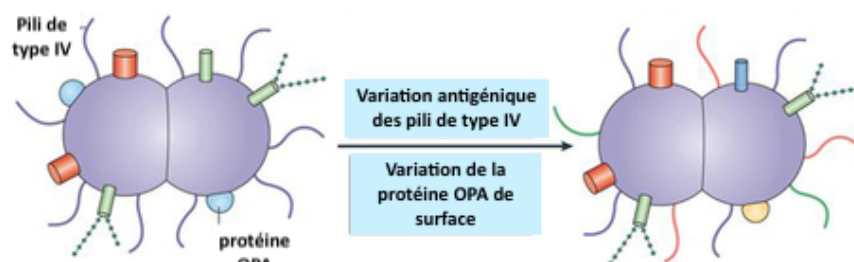 Pili de
type IV
Variation antigénique
des pili de type IV
Variation de la
protéine OPA de
surface
protéine
OPA